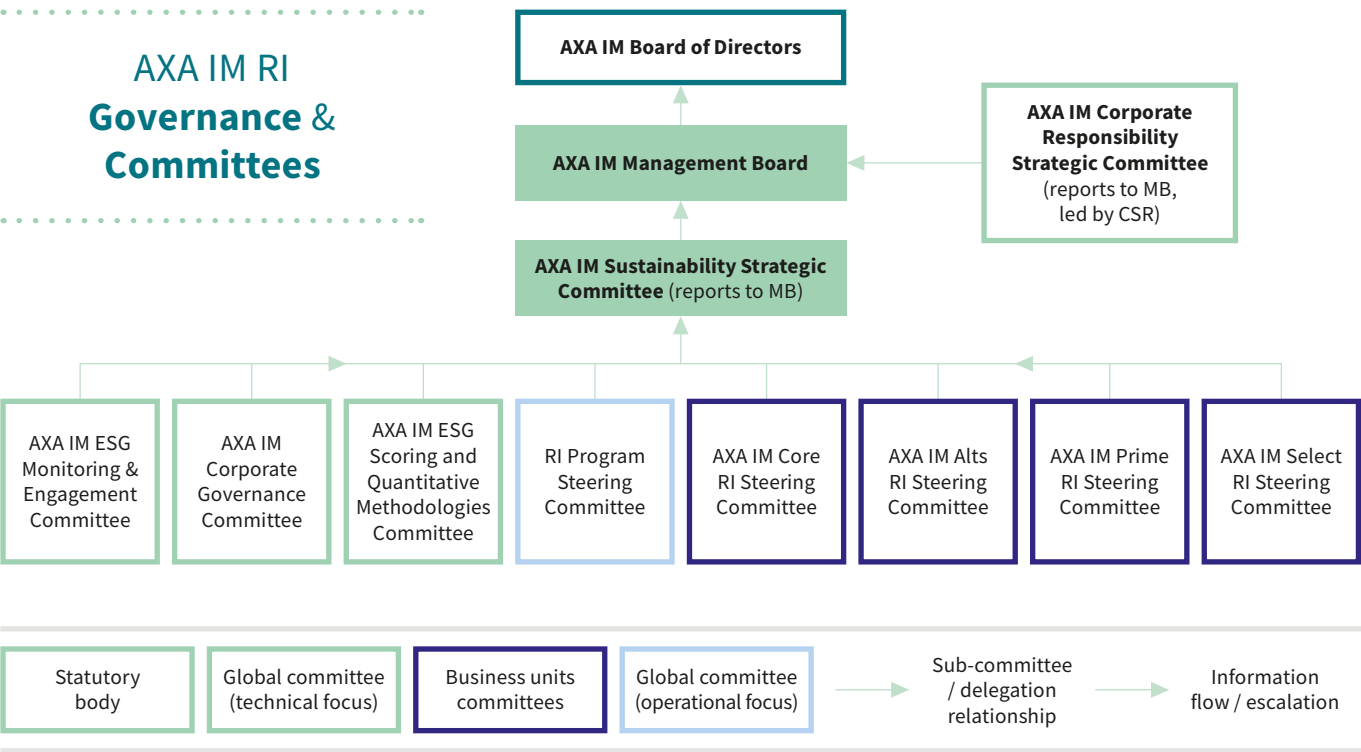 AXA IM RI
Governance &
Committees
AXA IM Board of Directors
AXA IM Management Board
AXA IM Corporate
Responsibility
Strategic Committee
(reports to MB,
led by CSR)
AXA IM Sustainability Strategic
Committee (reports to MB)
AXA IM ESG
Monitoring &
Engagement
Committee
AXA IM
Corporate
Governance
Committee
AXA IM ESG
Scoring and
Quantitative
Methodologies
Committee
RI Program
Steering
Committee
AXA IM Core
RI Steering
Committee
AXA IM Alts
RI Steering
Committee
AXA IM Prime
RI Steering
Committee
AXA IM Select
RI Steering
Committee
Statutory
body
Global committee
(technical focus)
Business units
committees
Global committee
(operational focus)
Sub-committee
/ delegation
relationship
Information
flow / escalation